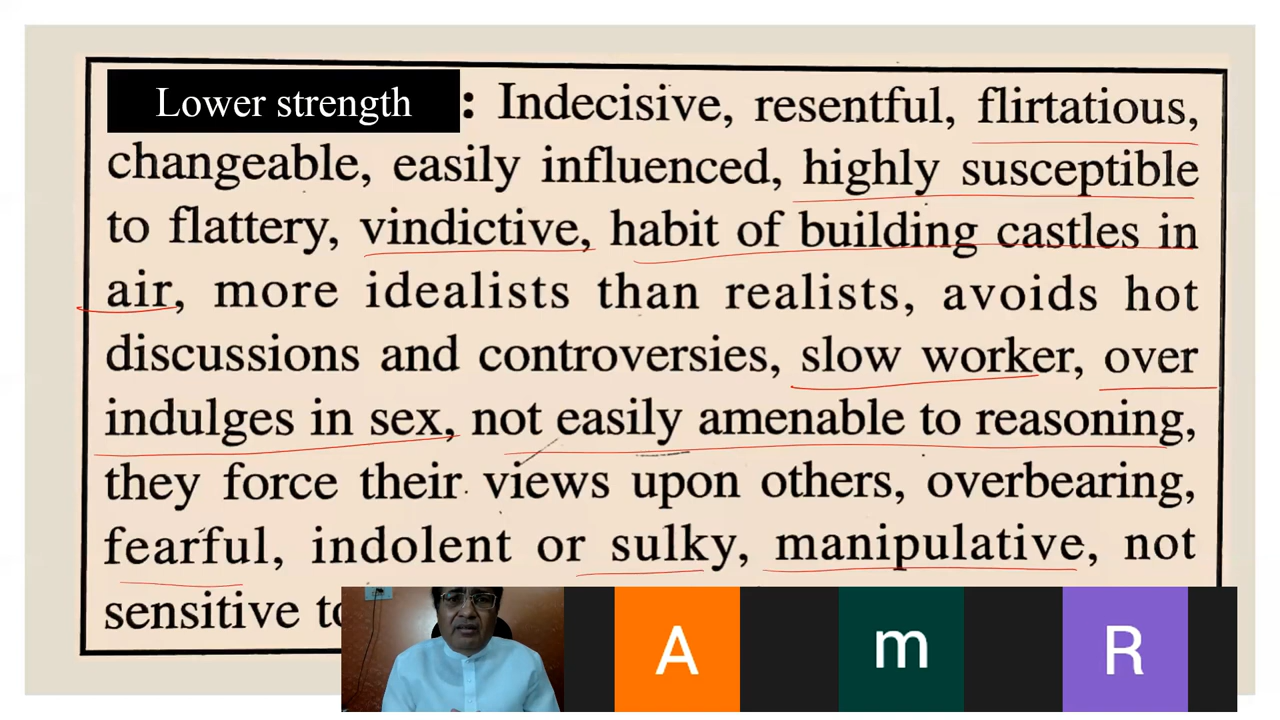 Lower strength : Indecisive, resentful, flirtatious,
changeable, easily influenced, highly susceptible
to flattery, vindictive, habit of building castles in
air, more idealists than realists, avoids hot
discussions and controversies, slow worker, over
indulges in sex, not easily amenable to reasoning,
they force their views upon others, overbearing,
fearful, indolent or sulky, manipulative, not
sensitive to
A m R